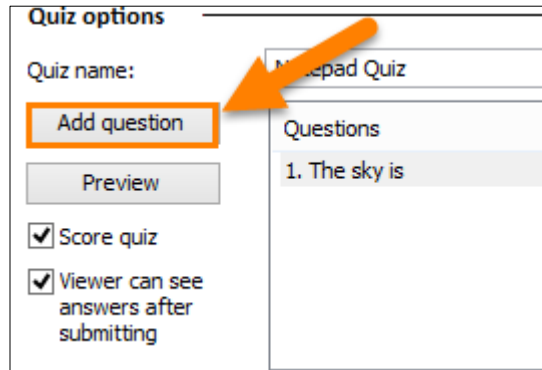 Quiz options
Quiz name:
Notepad Quiz
Add question
Questions
1. The sky is
Preview
Score quiz
Viewer can see
answers after
submitting